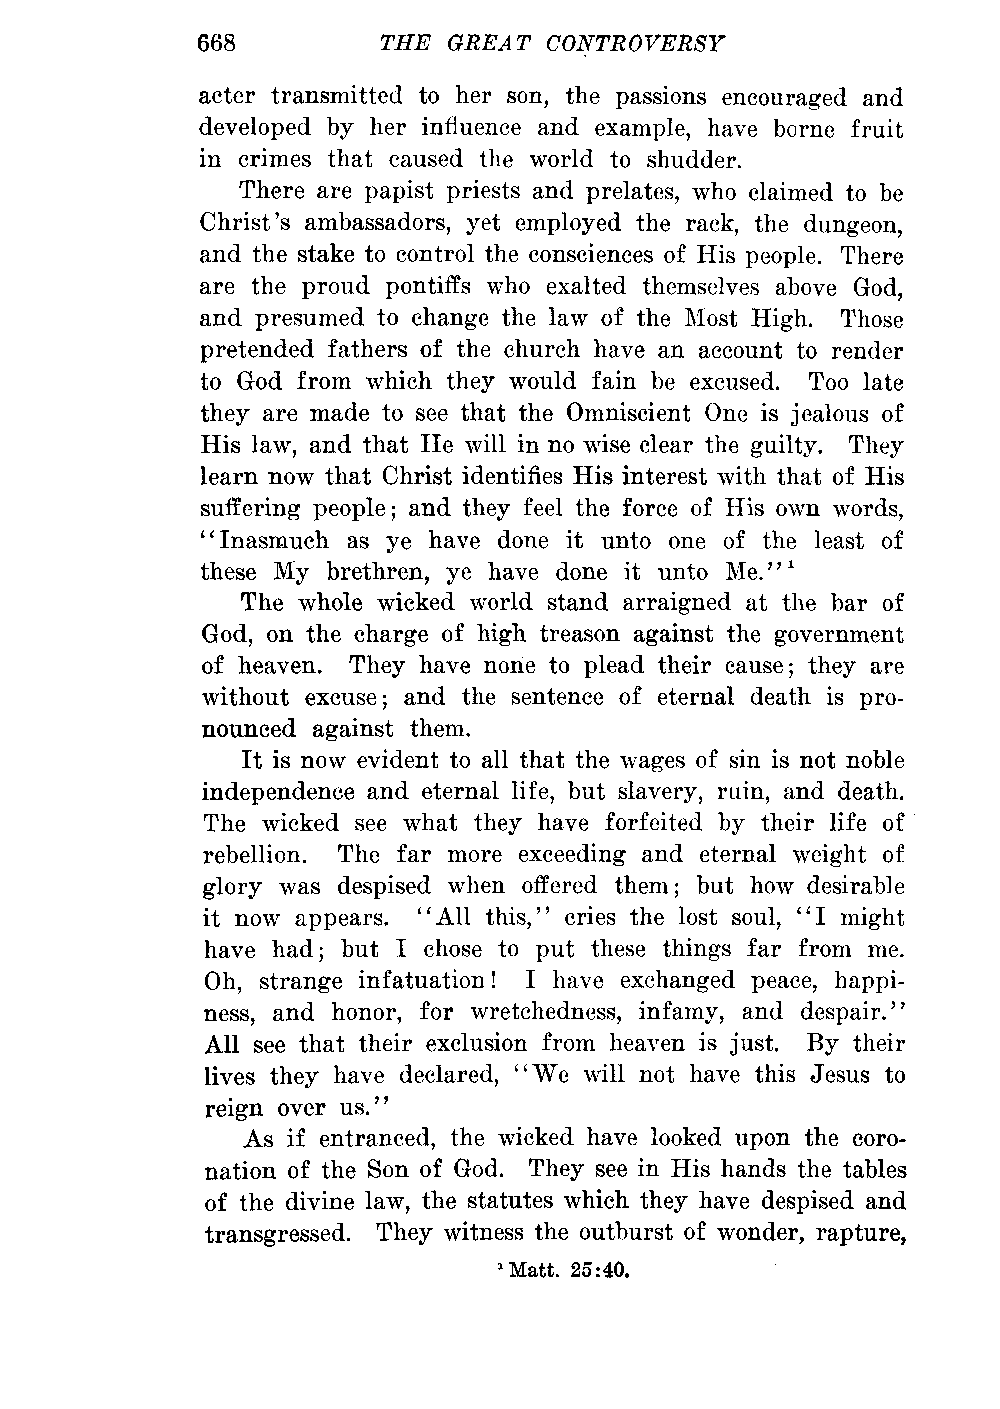 668 THE GREAT CONTROVERSY
acter transmitted to her son, the passions encouraged and
developed by her influence and example, have borne fruit
in crimes that caused the world to shudder.
There are papist priests and prelates, who claimed to be
Christ's ambassadors, yet employed the rack, the dungeon,
and the stake to control the consciences of His people. There
are the proud pontiffs who exalted themselves above God,
and presumed to change the law of the Most High. Those
pretended fathers of the church have an account to render
to God from which they would fain be excused. Too late
they are made to see that the Omniscient One is jealous of
His law, and that He will in no wise clear the guilty. They
learn now that Christ identifies His interest with that of His
suffering people; and they feel the force of His own words,
"Inasmuch as ye have done it unto one of the least of
these My brethren, ye have done it unto Me."¹
The whole wicked world stand arraigned at the bar of
God, on the charge of high treason against the government
of heaven. They have none to plead their cause; they are
without excuse; and the sentence of eternal death is pro-
nounced against them.
It is now evident to all that the wages of sin is not noble
independence and eternal life, but slavery, ruin, and death.
The wicked see what they have forfeited by their life of
rebellion. The far more exceeding and eternal weight of
glory was despised when offered them; but how desirable
it now appears. "All this," cries the lost soul, "I might
have had; but I chose to put these things far from me.
Oh, strange infatuation! I have exchanged peace, happi-
ness, and honor, for wretchedness, infamy, and despair."
All see that their exclusion from heaven is just. By their
lives they have declared, "We will not have this Jesus to
reign over us."
As if entranced, the wicked have looked upon the coro-
nation of the Son of God. They see in His hands the tables
of the divine law, the statutes which they have despised and
transgressed. They witness the outburst of wonder, rapture,
¹ Matt. 25:40.